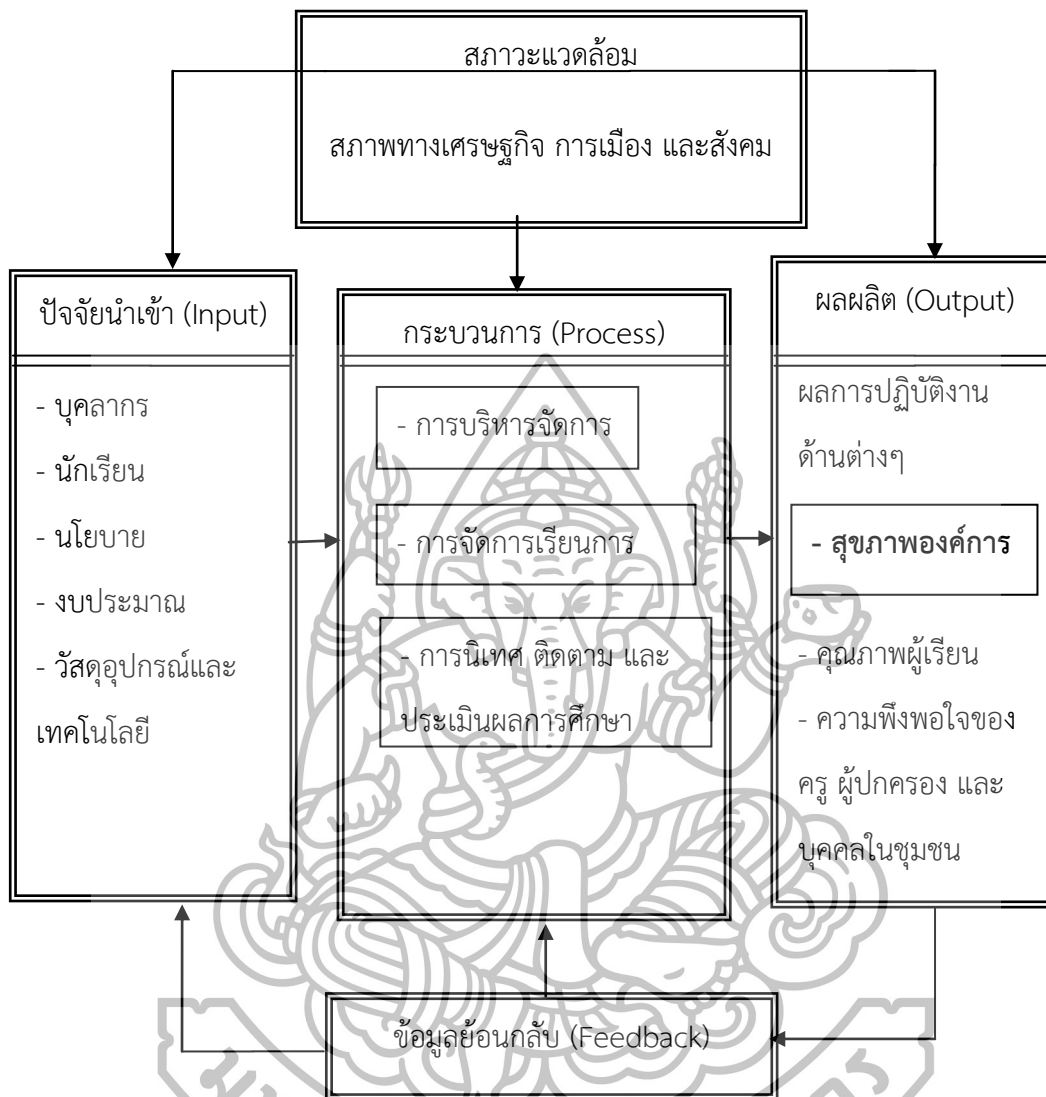 สภาวะแวดล้อม
สภาพทางเศรษฐกิจ การเมือง และสังคม
ปัจจัยนำเข้า (Input)
- บุคลากร
- นักเรียน
- นโยบาย
- งบประมาณ
- วัสดุอุปกรณ์และ
เทคโนโลยี
กระบวนการ (Process)
- การบริหารจัดการ
- การจัดการเรียนการ
- การนิเทศ ติดตาม และ
ประเมินผลการศึกษา
ผลผลิต (Output)
ผลการปฏิบัติงาน
ด้านต่างๆ
- สุขภาพองค์การ
- คุณภาพผู้เรียน
- ความพึงพอใจของ
ครู ผู้ปกครอง และ
บุคคลในชุมชน
ข้อมูลย้อนกลับ (Feedback)